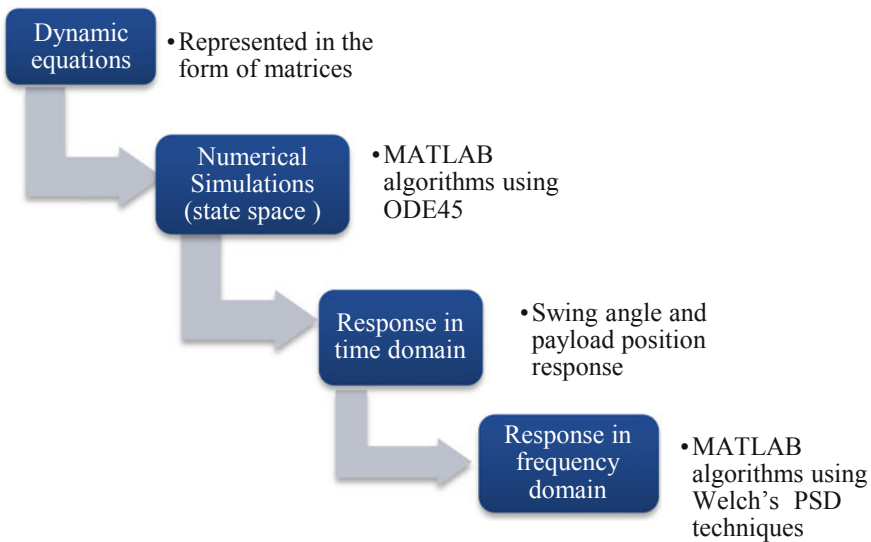 Dynamic
equations
•Represented in the
form of matrices
Numerical
Simulations
(state space )
•MATLAB
algorithms using
ODE45
Response in
time domain
•Swing angle and
payload position
response
Response in
frequency
domain
•MATLAB
algorithms using
Welch's PSD
techniques